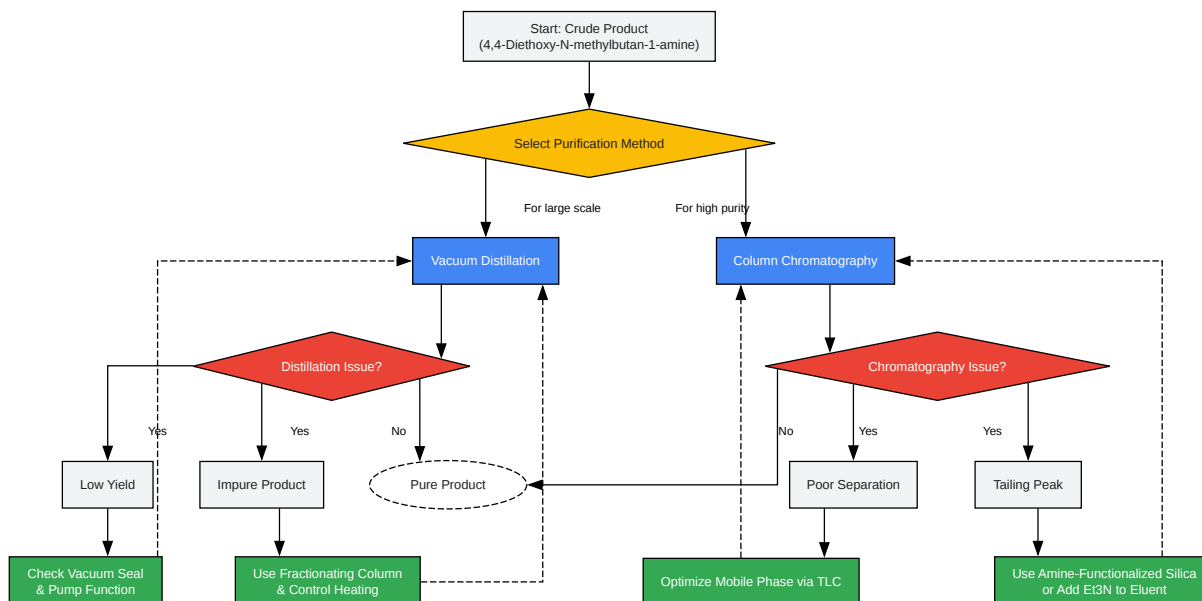 Start: Crude Product
(4,4-Diethoxy-N-methylbutan-1-amine)
Select Purification Method
For large scale
For high purity
Vacuum Distillation
Column Chromatography
Distillation Issue?
Chromatography Issue?
Yes
Yes
No
No
Yes
Yes
Low Yield
Impure Product
Pure Product
Poor Separation
Tailing Peak
Check Vacuum Seal
& Pump Function
Use Fractionating Column
& Control Heating
Optimize Mobile Phase via TLC
Use Amine-Functionalized Silica
or Add Et3N to Eluent